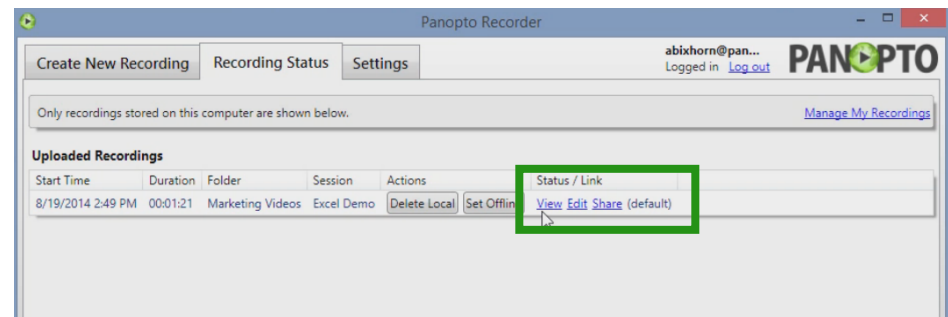 Panopto Recorder
Create New Recording Recording Status Settings
abixhorn@pan...
Logged in Log out
PANOPTO
Only recordings stored on this computer are shown below. Manage My Recordings
Uploaded Recordings
Start Time Duration Folder Session Actions Status / Link
8/19/2014 2:49 PM 00:01:21 Marketing Videos Excel Demo Delete Local Set Offlin View Edit Share (default)